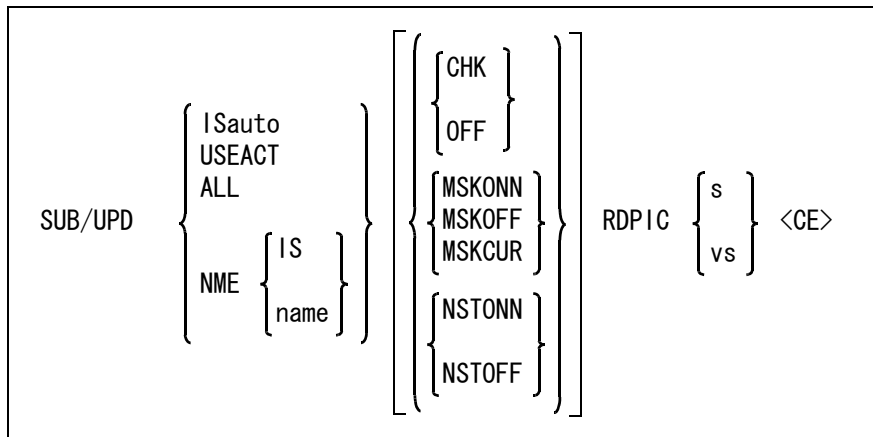 SUB/UPD
ISauto
USEACT
ALL
NME
IS
name
CHK
OFF
MSKONN
MSKOFF
MSKCUR
NSTONN
NSTOFF
RDPIC
s
vs
<CE>